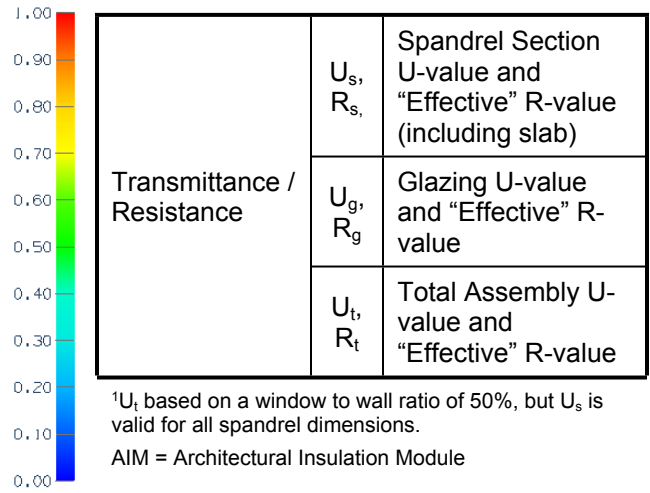 1.00
0.90
0.80
0.70
0.60
0.50
0.40
0.30
0.20
0.10
0.00
Transmittance /
Resistance
Us,
Rs,
Spandrel Section
U-value and
“Effective” R-value
(including slab)
Ug,
Rg
Glazing U-value
and “Effective” R-
value
Ut,
Rt
Total Assembly U-
value and
“Effective” R-value
1Ut based on a window to wall ratio of 50%, but Us is
valid for all spandrel dimensions.
AIM = Architectural Insulation Module